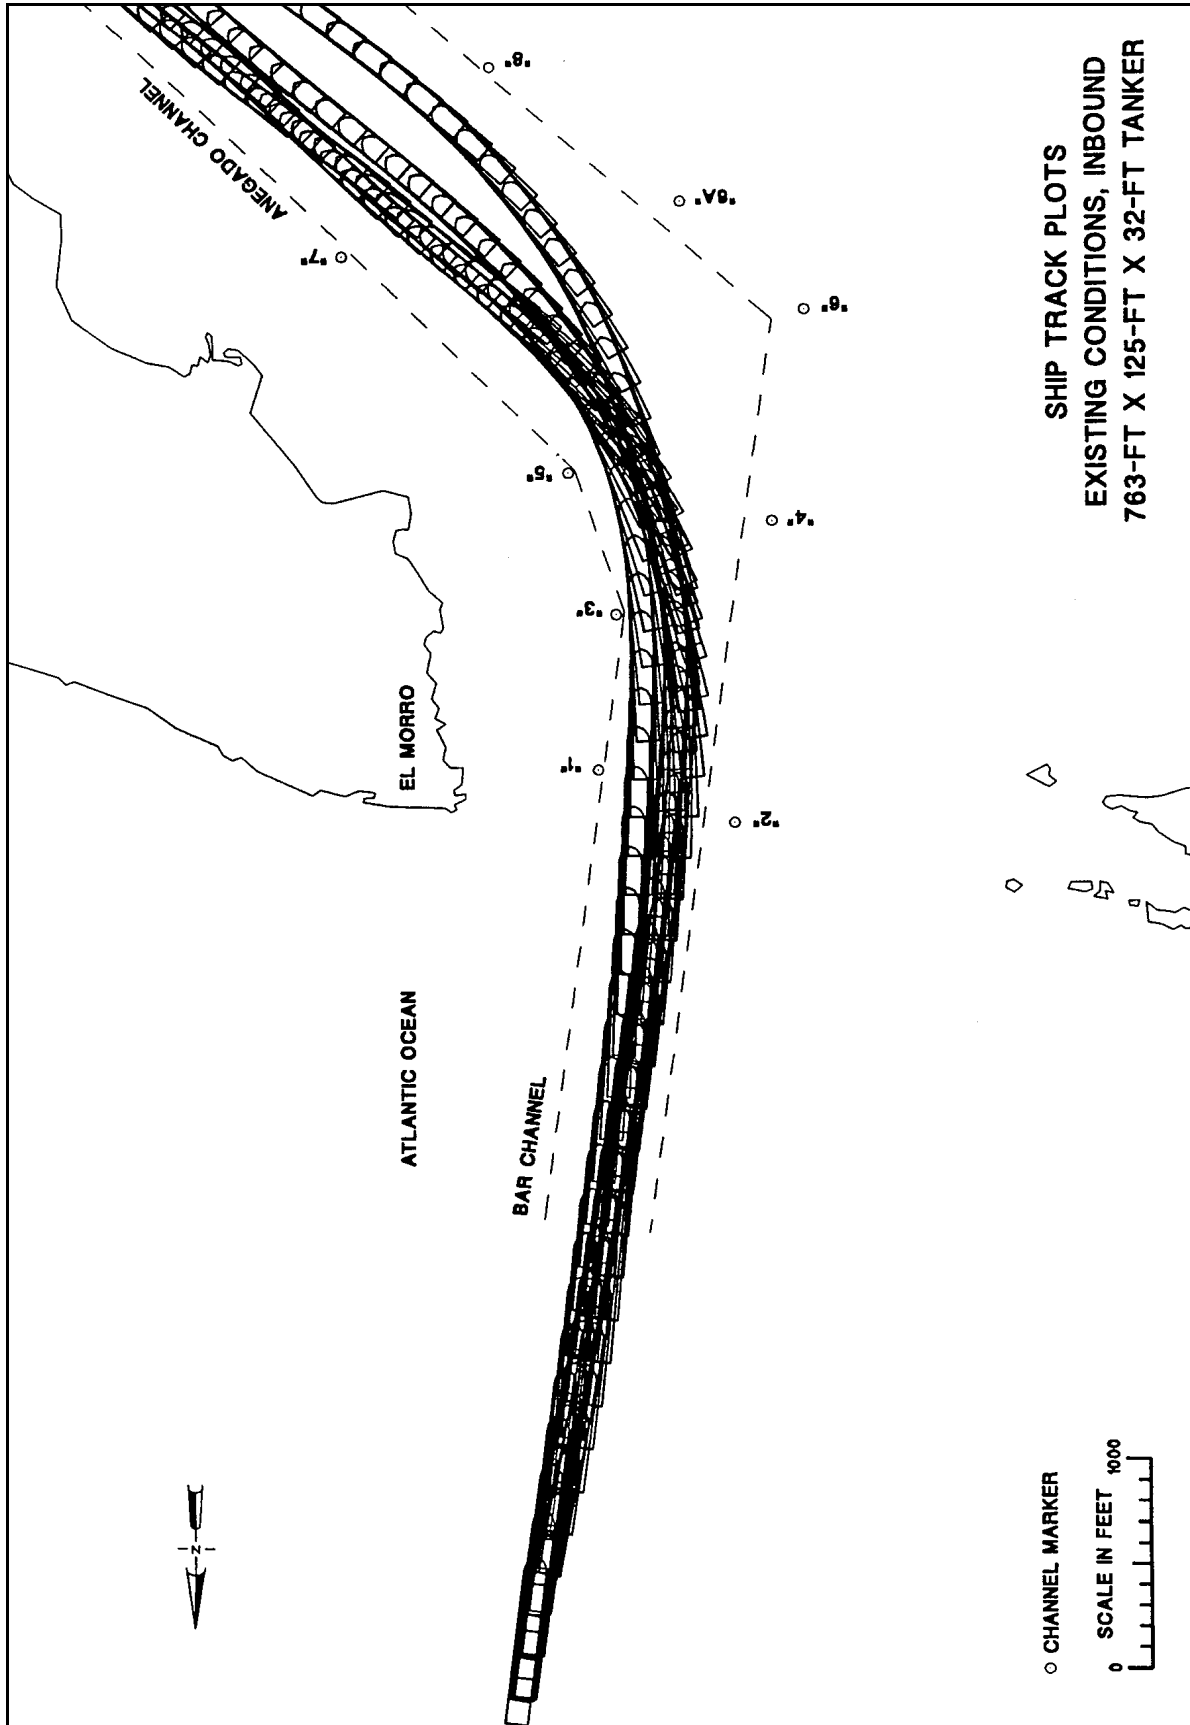 SHIP TRACK PLOTS
EXISTING CONDITIONS, INBOUND
763-FT X 125-FT X 32-FT TANKER
ANEGADO CHANNEL
EL MORRO
ATLANTIC OCEAN
BAR CHANNEL
"8"
"6A"
"7"
"6"
"5"
"4"
"3"
"1"
"2"
N
CHANNEL MARKER
SCALE IN FEET
0 1000